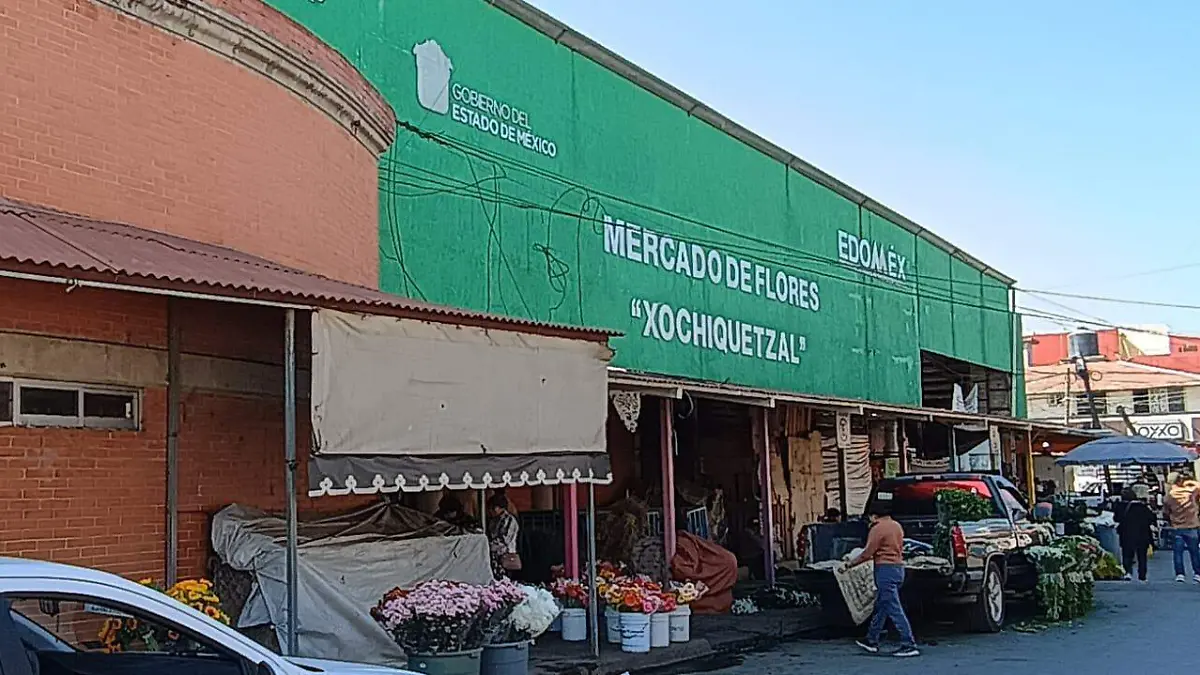 GOBIERNO DEL
ESTADO DE MÉXICO
MERCADO DE FLORES
"XOCHIQUETZAL"
EDOMÉX
OXXO